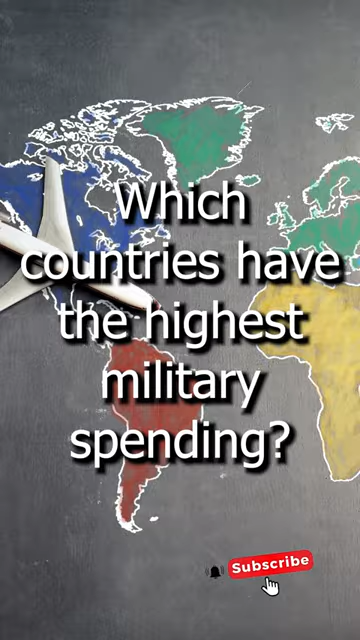 Which
countries have
the highest
military
spending?
Subscribe